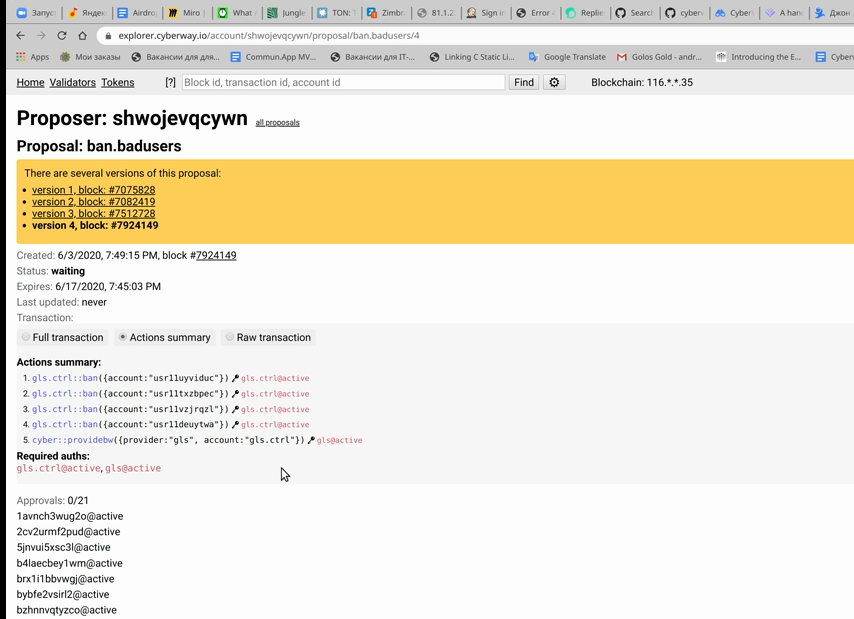 Запус Яндек Airdro Miro | What Jungle TON: T Zimbr 81.1.2 Sign i Error Replie Search cyber Cyber A han Джон
explorer.cyberway.io/account/shwojevqcywn/proposal/ban.badusers/4
Apps Мои заказы Вакансии для для... Commun.App MV... Вакансии для IT-... Linking C Static Li... Google Translate Golos Gold - andr... Introducing the E...
Home Validators Tokens [?] Block id, transaction id, account id Find Blockchain: 116.*.*.35
Proposer: shwojevqcywn all proposals
Proposal: ban.badusers
There are several versions of this proposal:
• version 1, block: #7075828
• version 2, block: #7082419
• version 3, block: #7512728
• version 4, block: #7924149
Created: 6/3/2020, 7:49:15 PM, block #7924149
Status: waiting
Expires: 6/17/2020, 7:45:03 PM
Last updated: never
Transaction:
Full transaction Actions summary Raw transaction
Actions summary:
1. gls.ctrl::ban({account:"usr11uyviduc"}) gls.ctrl@active
2. gls.ctrl::ban({account:"usr11txzbpec"}) gls.ctrl@active
3. gls.ctrl::ban({account:"usr11vzjrqzl"}) gls.ctrl@active
4. gls.ctrl::ban({account:"usr11deuytwa"}) gls.ctrl@active
5. cyber::providebw({provider:"gls", account:"gls.ctrl"}) gls@active
Required auths:
gls.ctrl@active, gls@active
Approvals: 0/21
1avnch3wug2o@active
2cv2urmf2pud@active
5jnvui5xsc3l@active
b4laecbey1wm@active
brx1i1bbvwgj@active
bybfe2vsirl2@active
bzhnnvqtyzco@active